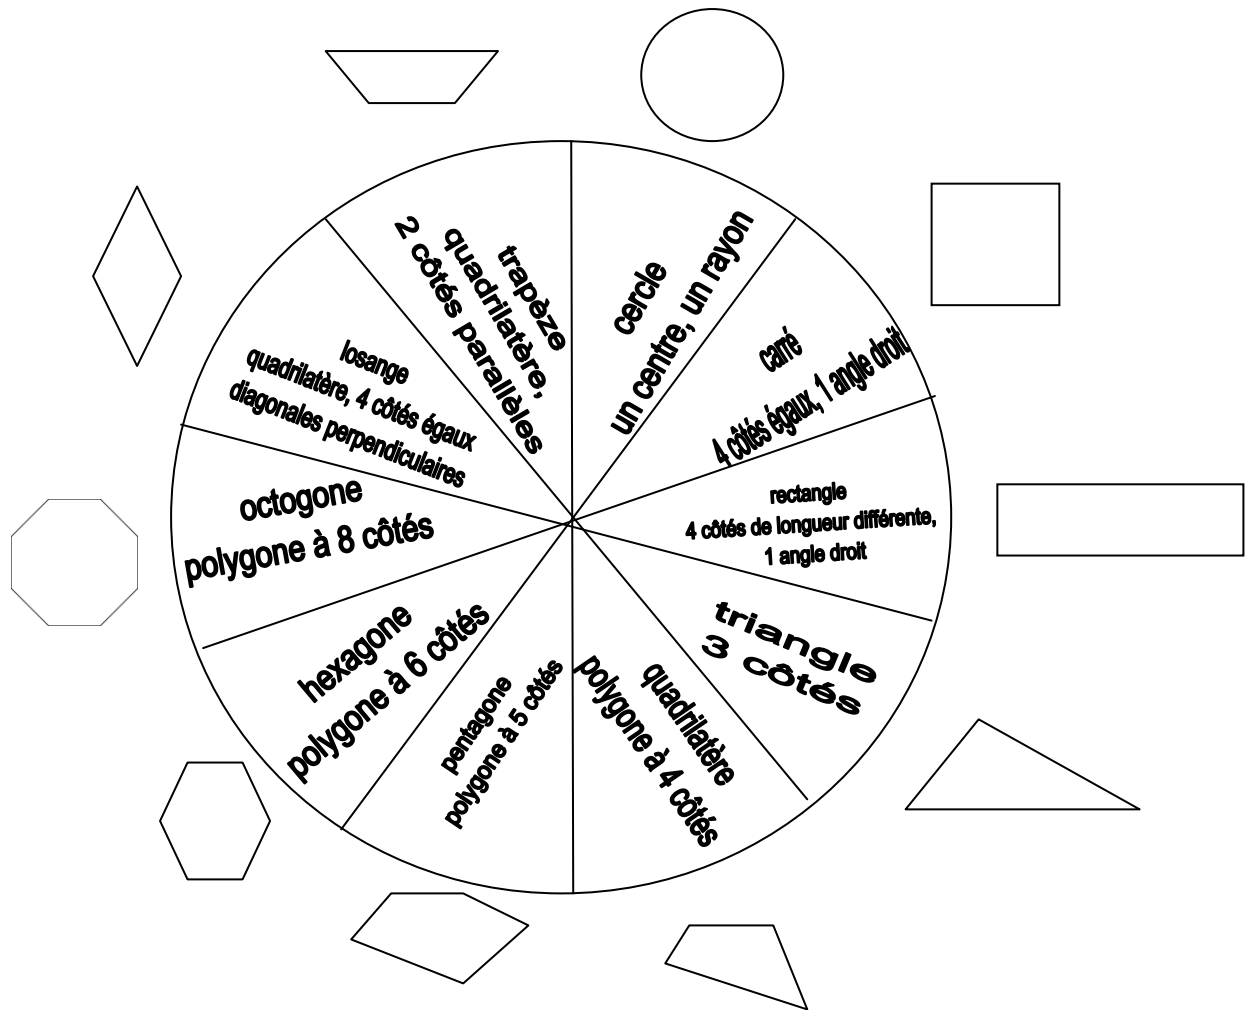 cercle
un centre, un rayon
carré
4 côtés égaux, 1 angle droit
rectangle
4 côtés de longueur différente,
1 angle droit
triangle
3 côtés
quadrilatère
polygone à 4 côtés
pentagone
polygone à 5 côtés
hexagone
polygone à 6 côtés
octogone
polygone à 8 côtés
losange
quadrilatère, 4 côtés égaux
diagonales perpendiculaires
trapèze
quadrilatère,
2 côtés parallèles